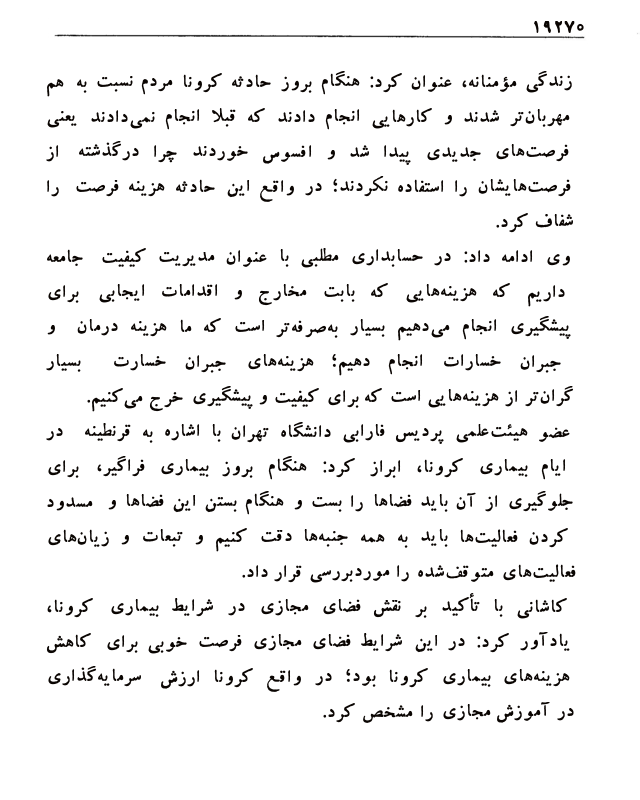 ۱۹۲۷۰
زندگی مؤمنانه، عنوان کرد: هنگام بروز حادثه کرونا مردم نسبت به هم
مهربان‌تر شدند و کارهایی انجام دادند که قبلا انجام نمی‌دادند یعنی
فرصت‌های جدیدی پیدا شد و افسوس خوردند چرا درگذشته از
فرصت‌هایشان را استفاده نکردند؛ در واقع این حادثه هزینه فرصت را
شفاف کرد.
وی ادامه داد: در حسابداری مطلبی با عنوان مدیریت کیفیت جامعه
داریم که هزینه‌هایی که بابت مخارج و اقدامات ایجابی برای
پیشگیری انجام می‌دهیم بسیار به‌صرفه‌تر است که ما هزینه درمان و
جبران خسارات انجام دهیم؛ هزینه‌های جبران خسارت بسیار
گران‌تر از هزینه‌هایی است که برای کیفیت و پیشگیری خرج می‌کنیم.
عضو هیئت‌علمی پردیس فارابی دانشگاه تهران با اشاره به قرنطینه در
ایام بیماری کرونا، ابراز کرد: هنگام بروز بیماری فراگیر، برای
جلوگیری از آن باید فضاها را بست و هنگام بستن این فضاها و مسدود
کردن فعالیت‌ها باید به همه جنبه‌ها دقت کنیم و تبعات و زیان‌های
فعالیت‌های متوقف‌شده را موردبررسی قرار داد.
کاشانی با تأکید بر نقش فضای مجازی در شرایط بیماری کرونا،
یادآور کرد: در این شرایط فضای مجازی فرصت خوبی برای کاهش
هزینه‌های بیماری کرونا بود؛ در واقع کرونا ارزش سرمایه‌گذاری
در آموزش مجازی را مشخص کرد.